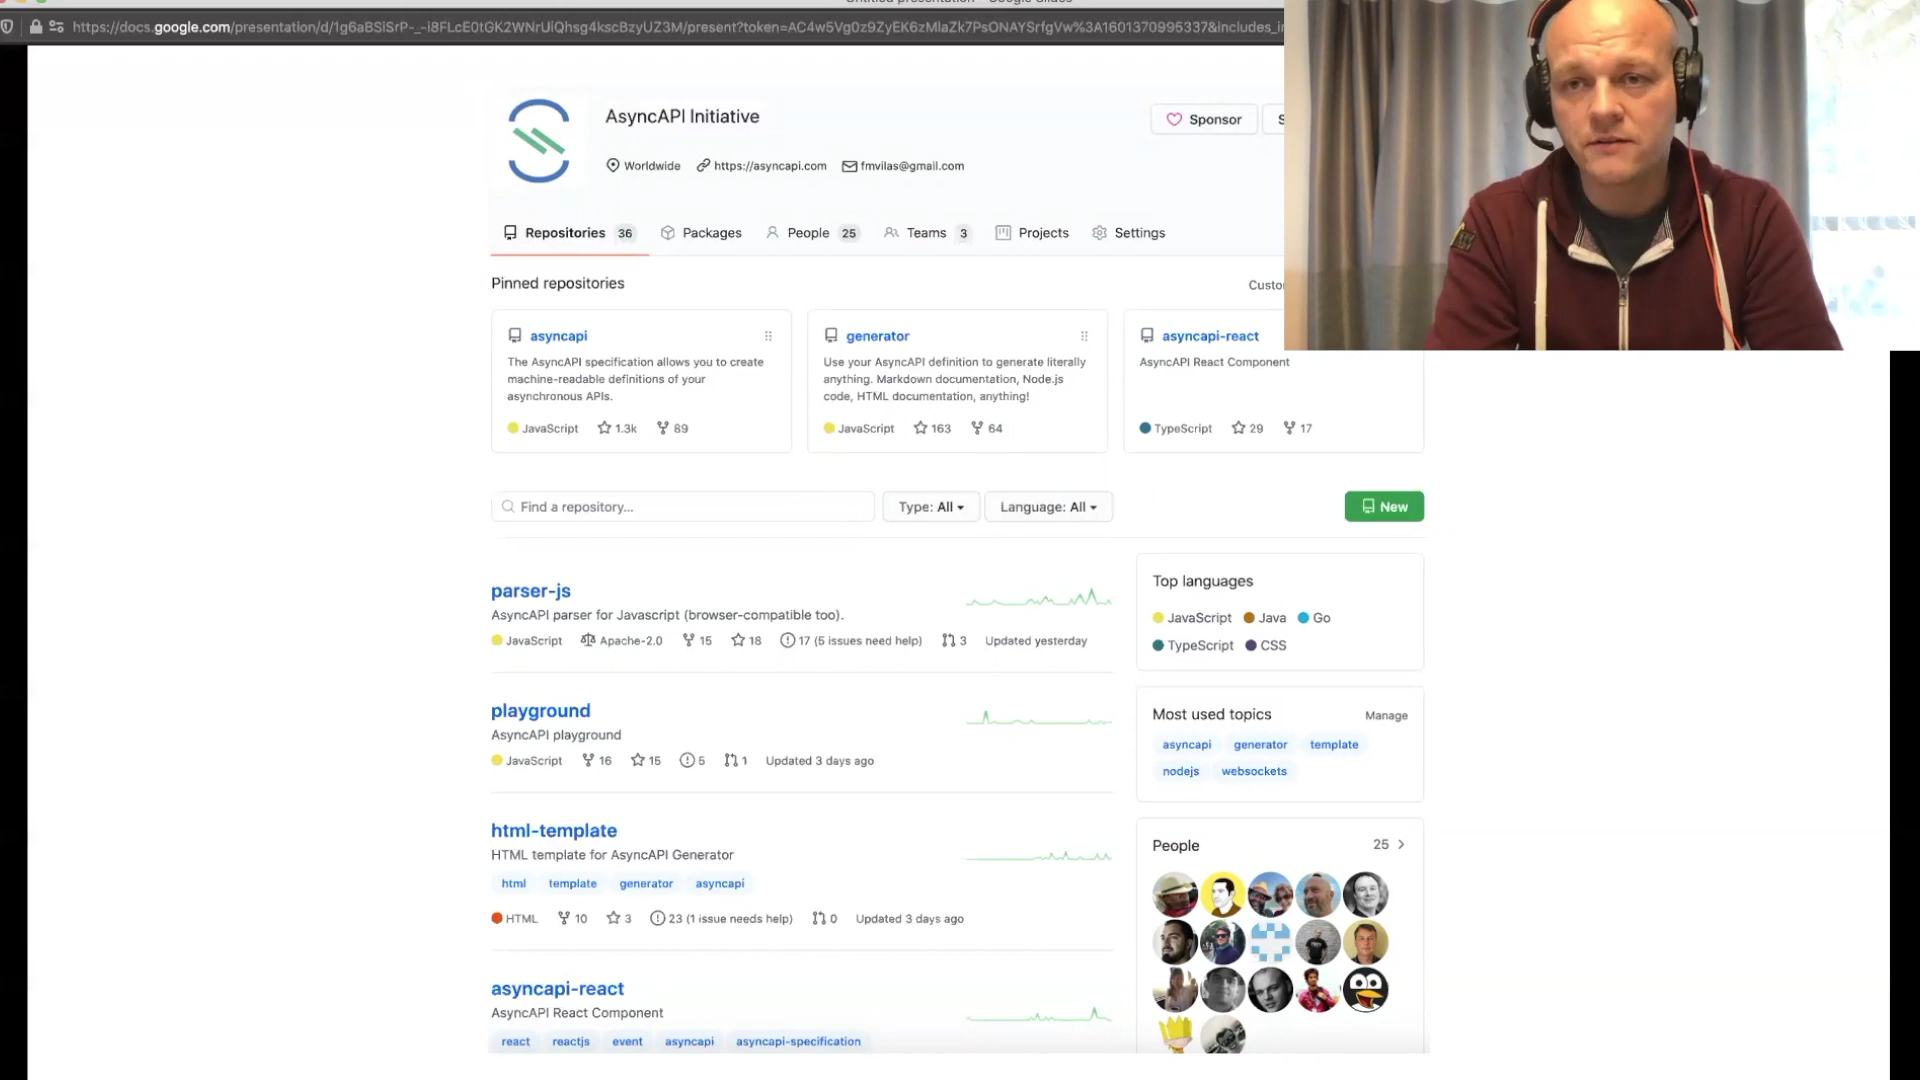 https://docs.google.com/presentation/d/1g6aBSiSrP-_-i8FLcE0tGK2WNrUiQhsg4kscBzyUZ3M/present?token=AC4w5Vg0z9ZyEK6zMlaZk7PsONAYSrfgVw%3A1601370995337&includes_i
AsyncAPI Initiative
Sponsor
Worldwide https://asyncapi.com fmvilas@gmail.com
Repositories 36 Packages People 25 Teams 3 Projects Settings
Pinned repositories
asyncapi
The AsyncAPI specification allows you to create
machine-readable definitions of your
asynchronous APIs.
JavaScript 1.3k 89
generator
Use your AsyncAPI definition to generate literally
anything. Markdown documentation, Node.js
code, HTML documentation, anything!
JavaScript 163 64
asyncapi-react
AsyncAPI React Component
TypeScript 29 17
Find a repository... Type: All Language: All New
parser-js
AsyncAPI parser for Javascript (browser-compatible too).
JavaScript Apache-2.0 15 18 17 (5 issues need help) 3 Updated yesterday
playground
AsyncAPI playground
JavaScript 16 15 5 1 Updated 3 days ago
html-template
HTML template for AsyncAPI Generator
html template generator asyncapi
HTML 10 3 23 (1 issue needs help) 0 Updated 3 days ago
asyncapi-react
AsyncAPI React Component
react reactjs event asyncapi asyncapi-specification
Top languages
JavaScript Java Go
TypeScript CSS
Most used topics Manage
asyncapi generator template
nodejs websockets
People 25